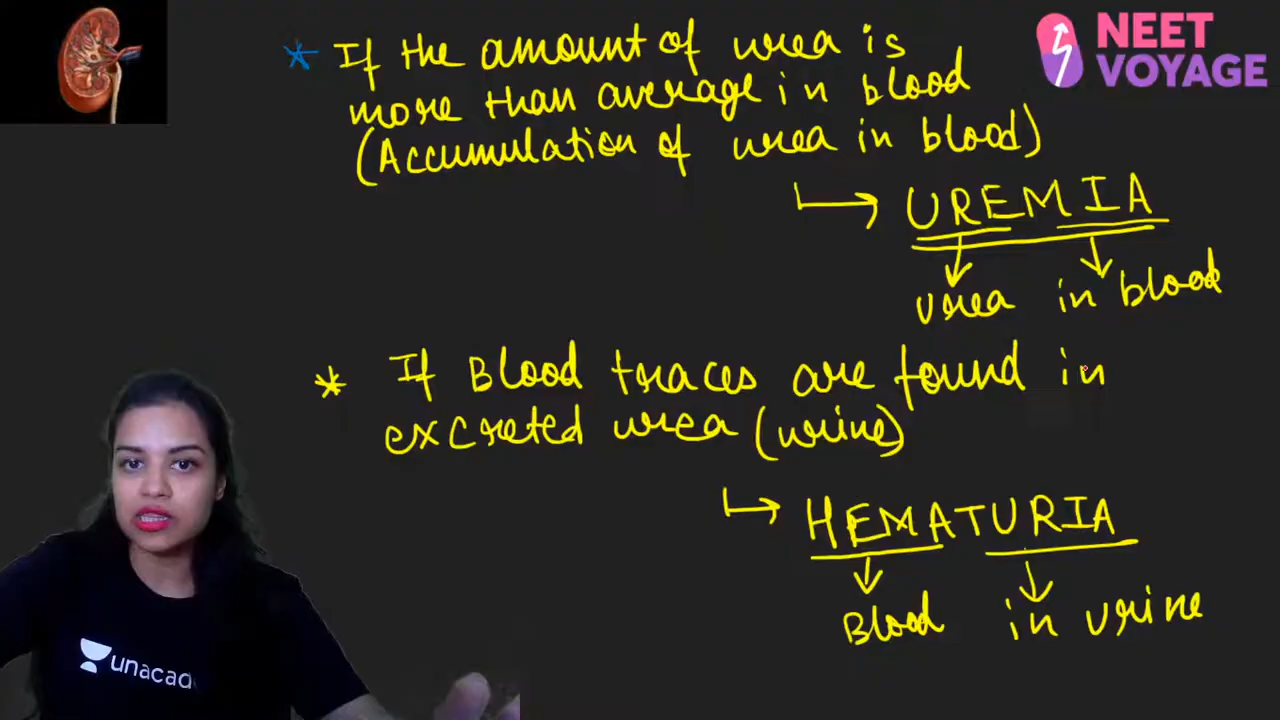 NEET
VOYAGE
* If the amount of urea is
more than average in blood
(Accumulation of urea in blood)
↳ UREMIA
urea in blood
* If Blood traces are found in
excreted urea (urine)
↳ HEMATURIA
Blood in urine
unacad